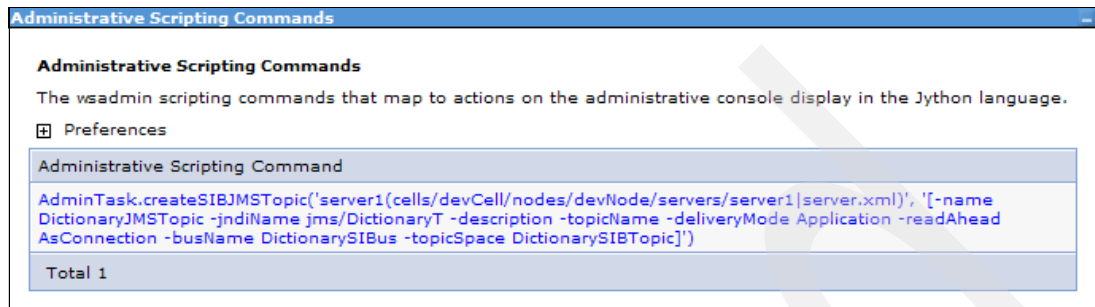 Administrative Scripting Commands
Administrative Scripting Commands
The wsadmin scripting commands that map to actions on the administrative console display in the Jython language.
Preferences
Administrative Scripting Command
AdminTask.createSIBJMSTopic('server1(cells/devCell/nodes/devNode/servers/server1|server.xml)', '[-name
DictionaryJMSTopic -jndiName jms/DictionaryT -description -topicName -deliveryMode Application -readAhead
AsConnection -busName DictionarySIBus -topicSpace DictionarySIBTopic]')
Total 1